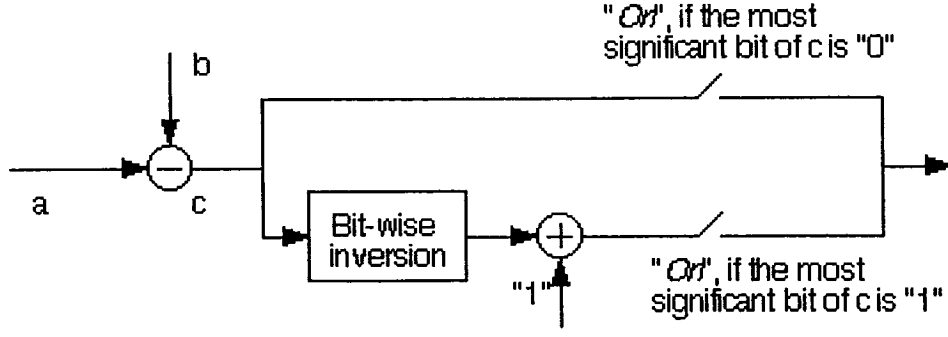 "On", if the most
significant bit of c is "0"
b
−
a
c
Bit-wise
inversion
+
"1"
"On", if the most
significant bit of c is "1"